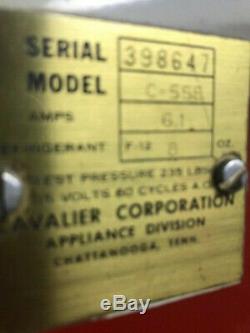 SERIAL 398647
MODEL C-55B
AMPS 6.1
REFRIGERANT F-12 8 OZ.
TEST PRESSURE 235 LBS
115 VOLTS 60 CYCLES A.C.
CAVALIER CORPORATION
APPLIANCE DIVISION
CHATTANOOGA, TENN.